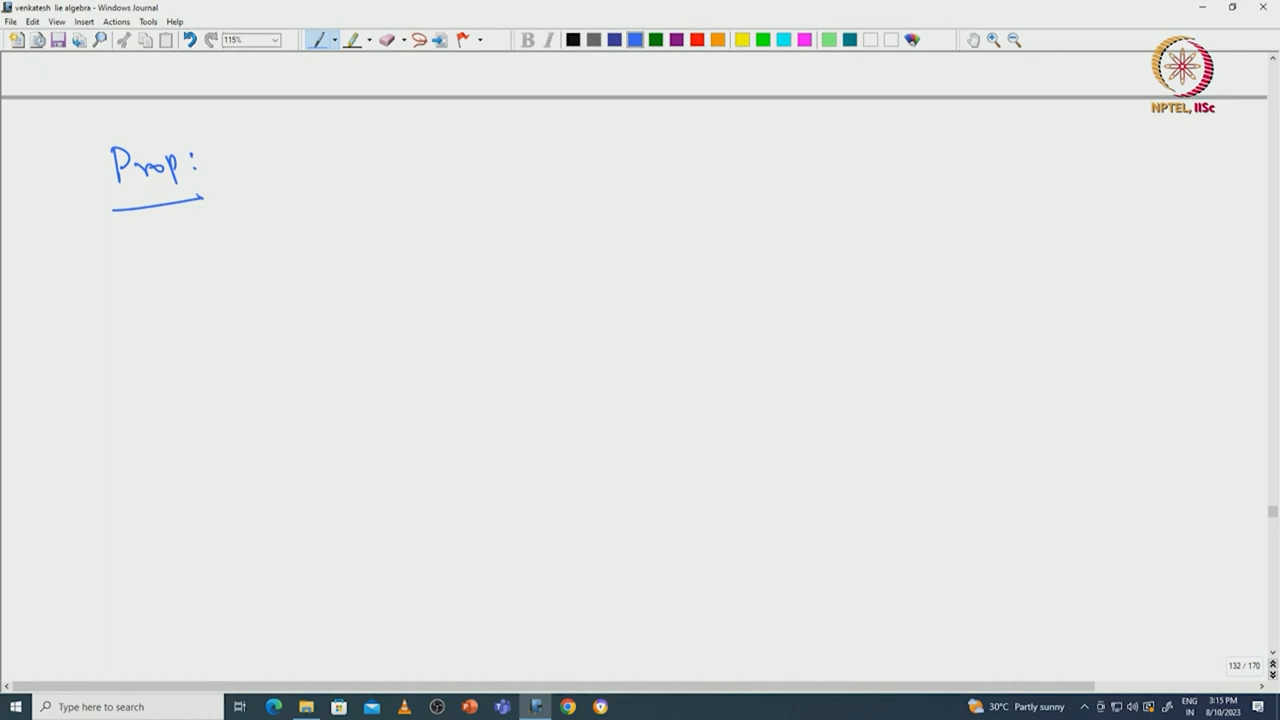 venkatesh lie algebra - Windows Journal
File Edit View Insert Actions Tools Help
115%
NPTEL, IISc
Prop:
132 / 170
Type here to search
30°C Partly sunny
ENG
IN
3:15 PM
8/10/2023